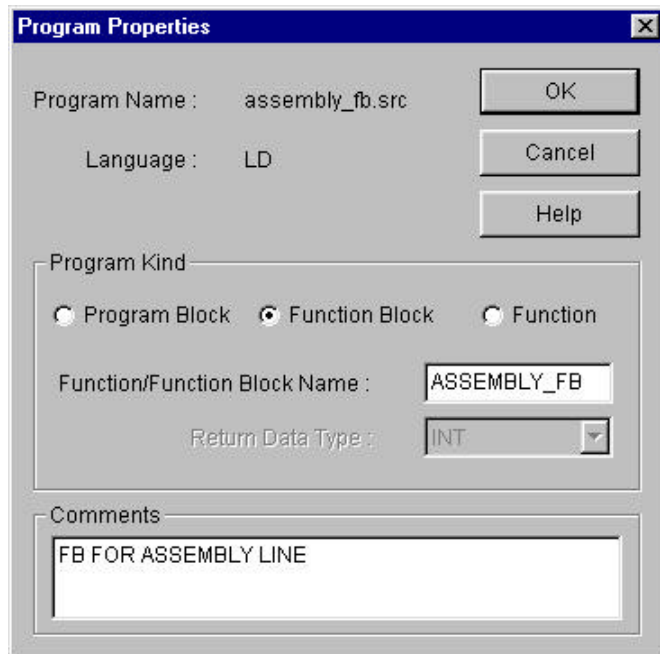 Program Properties
Program Name : assembly_fb.src
OK
Language : LD
Cancel
Help
Program Kind
Program Block Function Block Function
Function/Function Block Name : ASSEMBLY_FB
Return Data Type : INT
Comments
FB FOR ASSEMBLY LINE